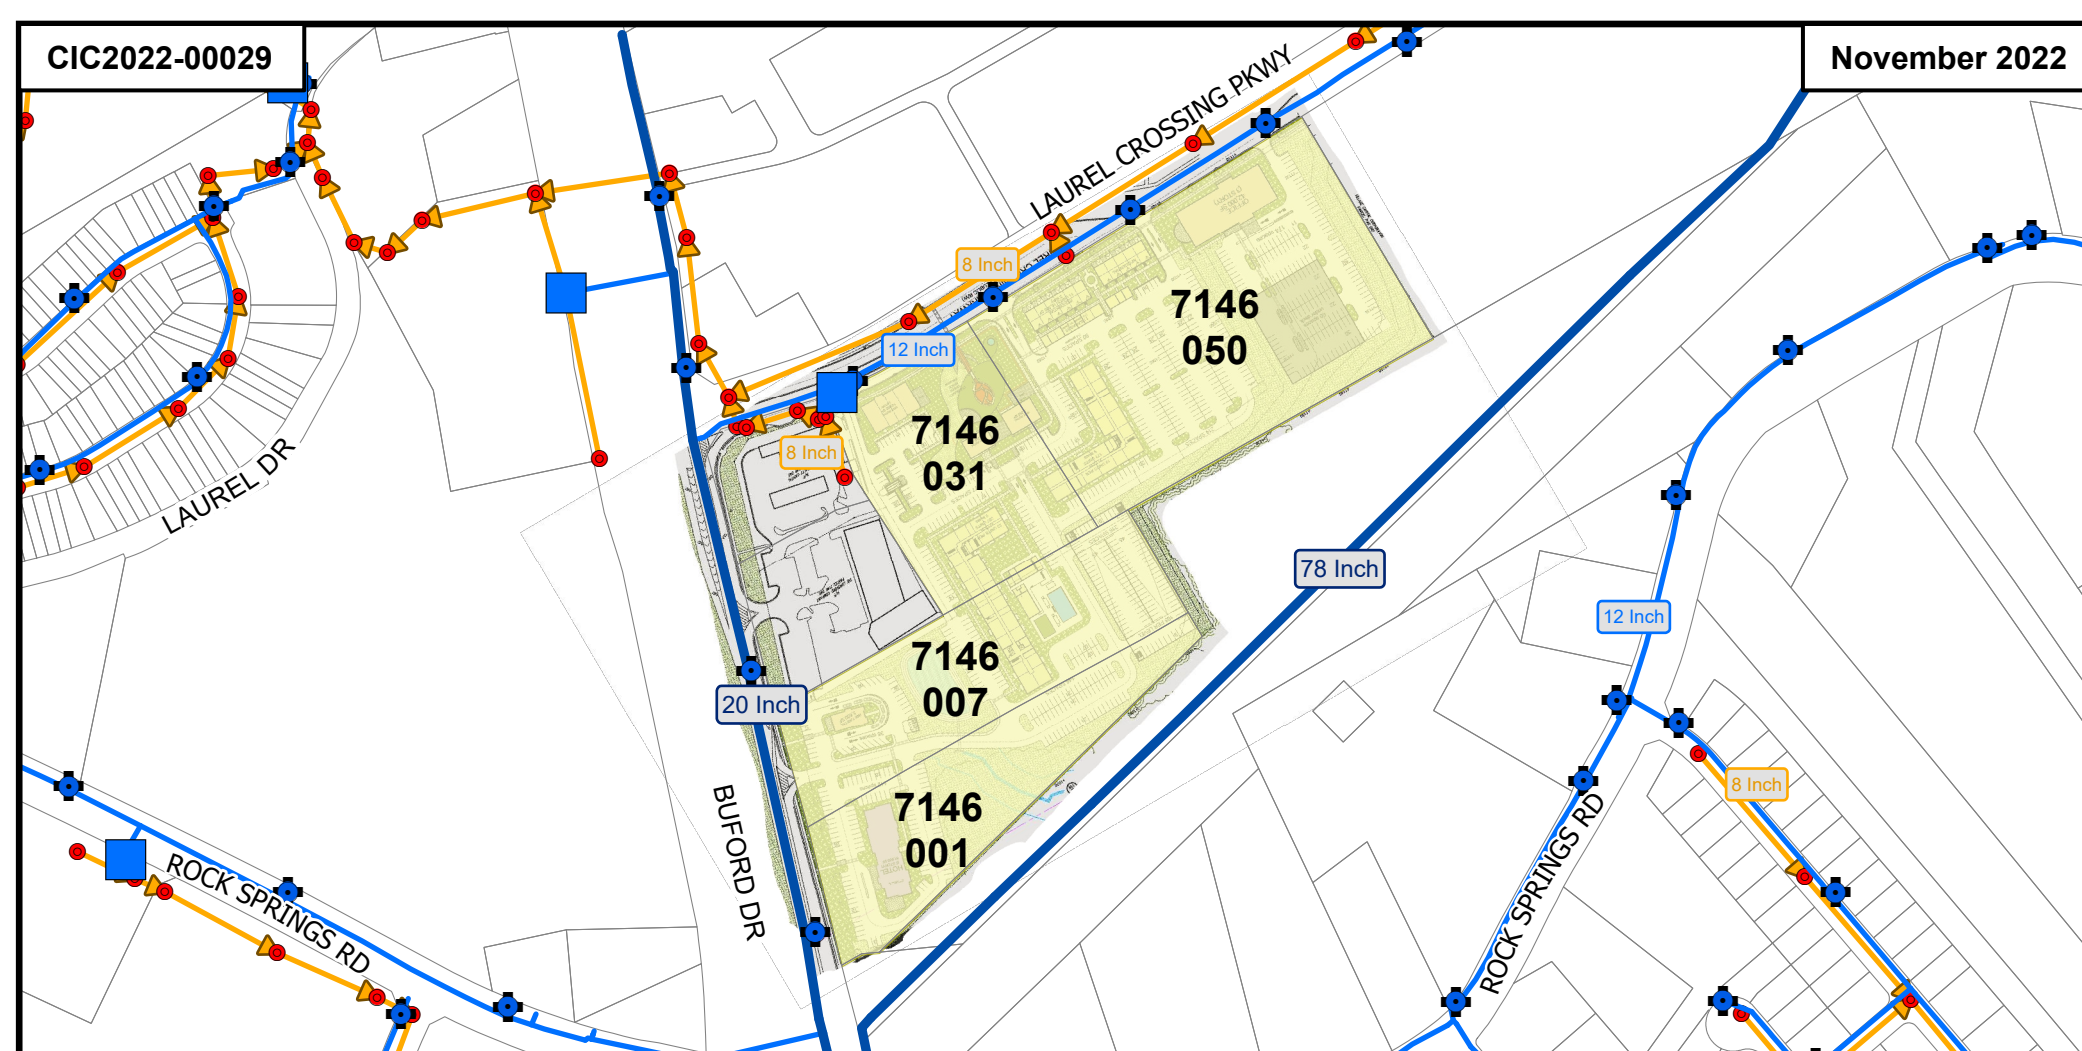 CIC2022-00029
November 2022
LAUREL CROSSING PKWY
8 Inch
7146
050
12 Inch
7146
031
8 Inch
LAUREL DR
78 Inch
12 Inch
7146
007
20 Inch
8 Inch
7146
001
BUFORD DR
ROCK SPRINGS RD
ROCK SPRINGS RD